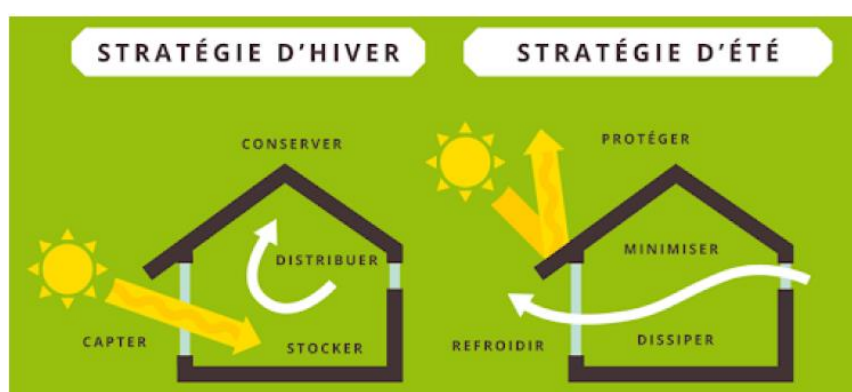 STRATÉGIE D'HIVER
CONSERVER
DISTRIBUER
CAPTER
STOCKER
STRATÉGIE D'ÉTÉ
PROTÉGER
MINIMISER
REFROIDIR
DISSIPER